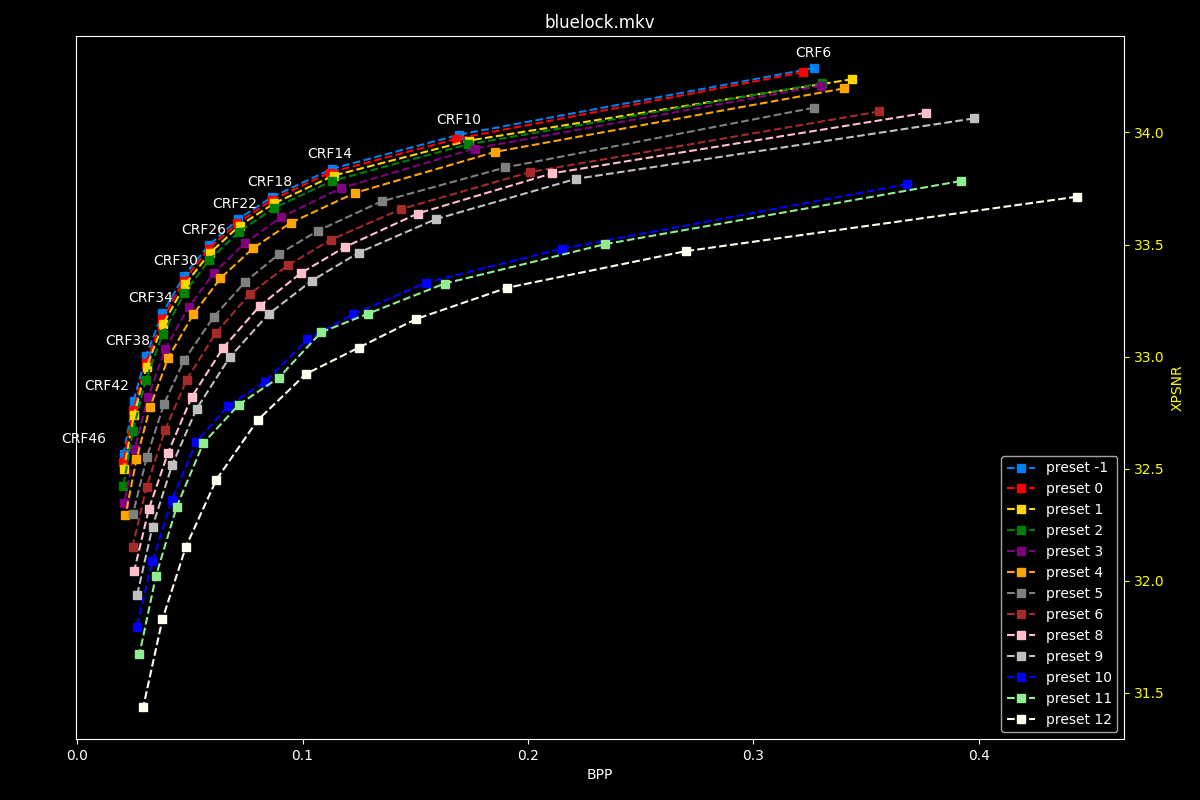 bluelock.mkv
CRF6
CRF10
CRF14
CRF18
CRF22
CRF26
CRF30
CRF34
CRF38
CRF42
CRF46
34.0
33.5
33.0
32.5
32.0
31.5
XPSNR
preset -1
preset 0
preset 1
preset 2
preset 3
preset 4
preset 5
preset 6
preset 8
preset 9
preset 10
preset 11
preset 12
0.0 0.1 0.2 0.3 0.4
BPP